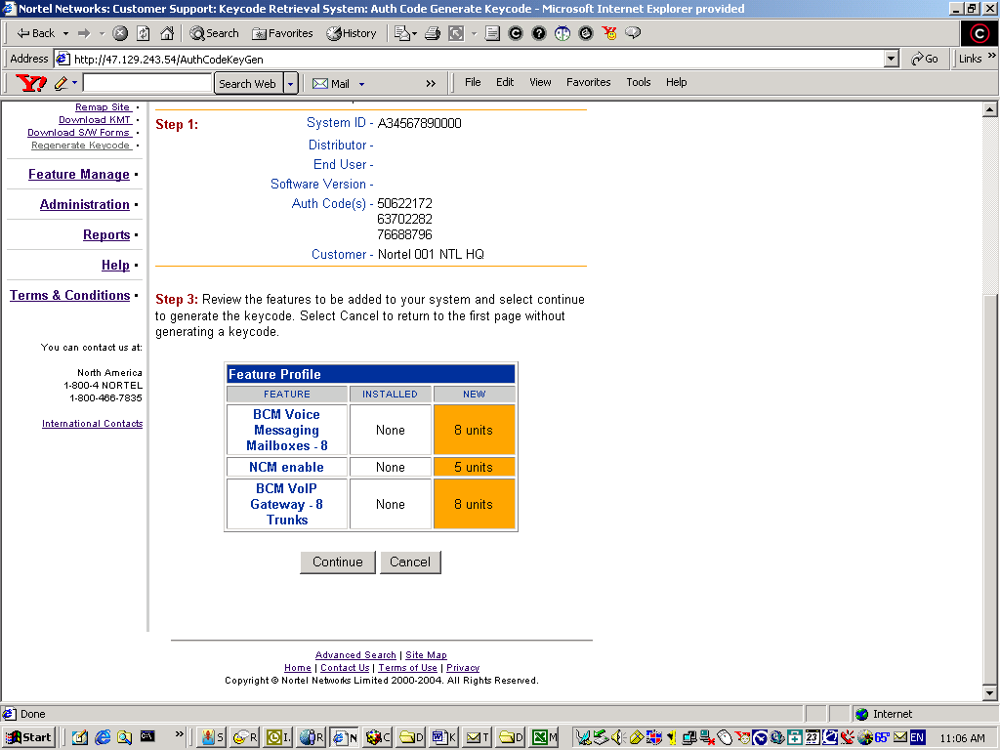 Nortel Networks: Customer Support: Keycode Retrieval System: Auth Code Generate Keycode - Microsoft Internet Explorer provided
Back Search Favorites History
Address http://47.129.243.54/AuthCodeKeyGen Go Links »
Y! Search Web Mail » File Edit View Favorites Tools Help
Remap Site
Download KMT
Download S/W Forms
Regenerate Keycode
Feature Manage
Administration
Reports
Help
Terms & Conditions
You can contact us at:
North America
1-800-4 NORTEL
1-800-466-7835
International Contacts
Step 1:
System ID - A34567890000
Distributor -
End User -
Software Version -
Auth Code(s) - 50622172
63702282
76688796
Customer - Nortel 001 NTL HQ
Step 3: Review the features to be added to your system and select continue
to generate the keycode. Select Cancel to return to the first page without
generating a keycode.
Feature Profile
FEATURE INSTALLED NEW
BCM Voice
Messaging
Mailboxes - 8
None 8 units
NCM enable None 5 units
BCM VoIP
Gateway - 8
Trunks
None 8 units
Continue Cancel
Advanced Search | Site Map
Home | Contact Us | Terms of Use | Privacy
Copyright © Nortel Networks Limited 2000-2004. All Rights Reserved.
Done Internet
Start » S R I. R N C D K T D M 65° EN 11:06 AM